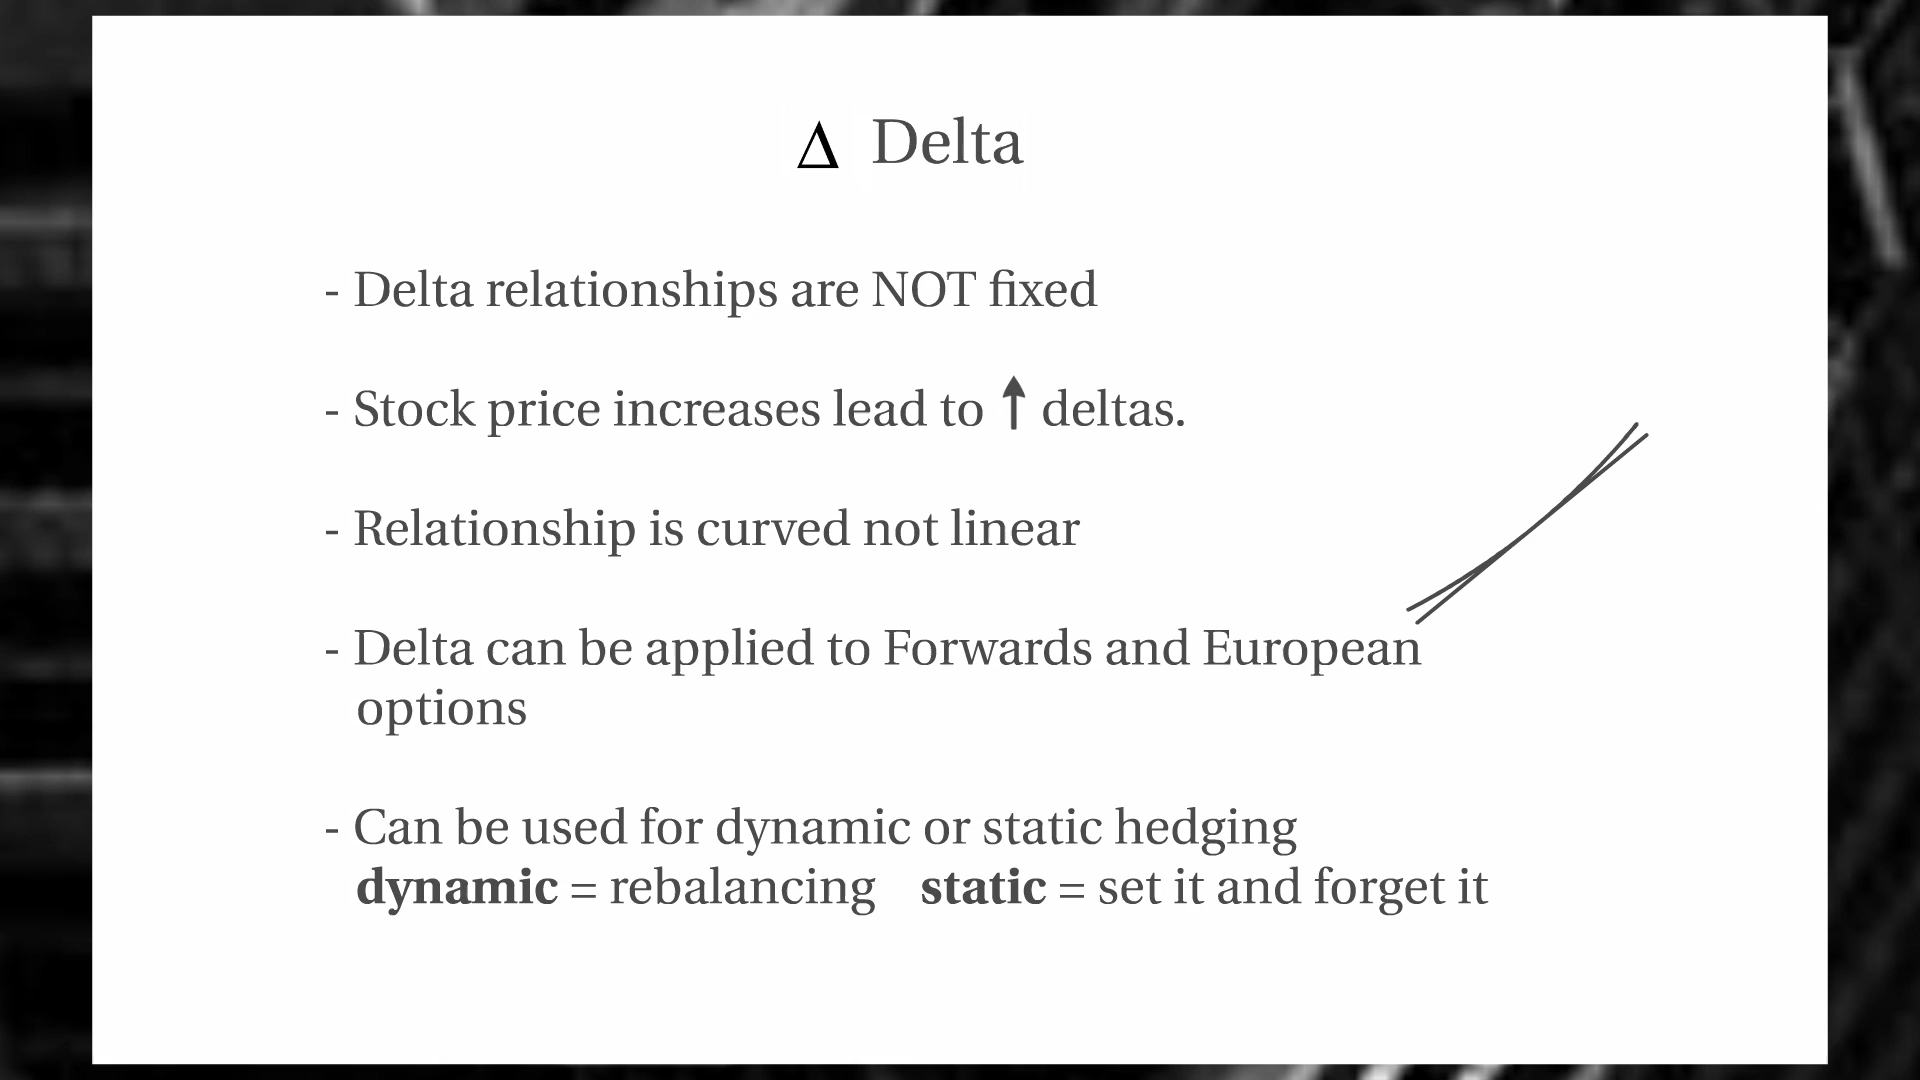 Δ Delta
- Delta relationships are NOT fixed
- Stock price increases lead to ↑ deltas.
- Relationship is curved not linear
- Delta can be applied to Forwards and European
options
- Can be used for dynamic or static hedging
dynamic = rebalancing static = set it and forget it